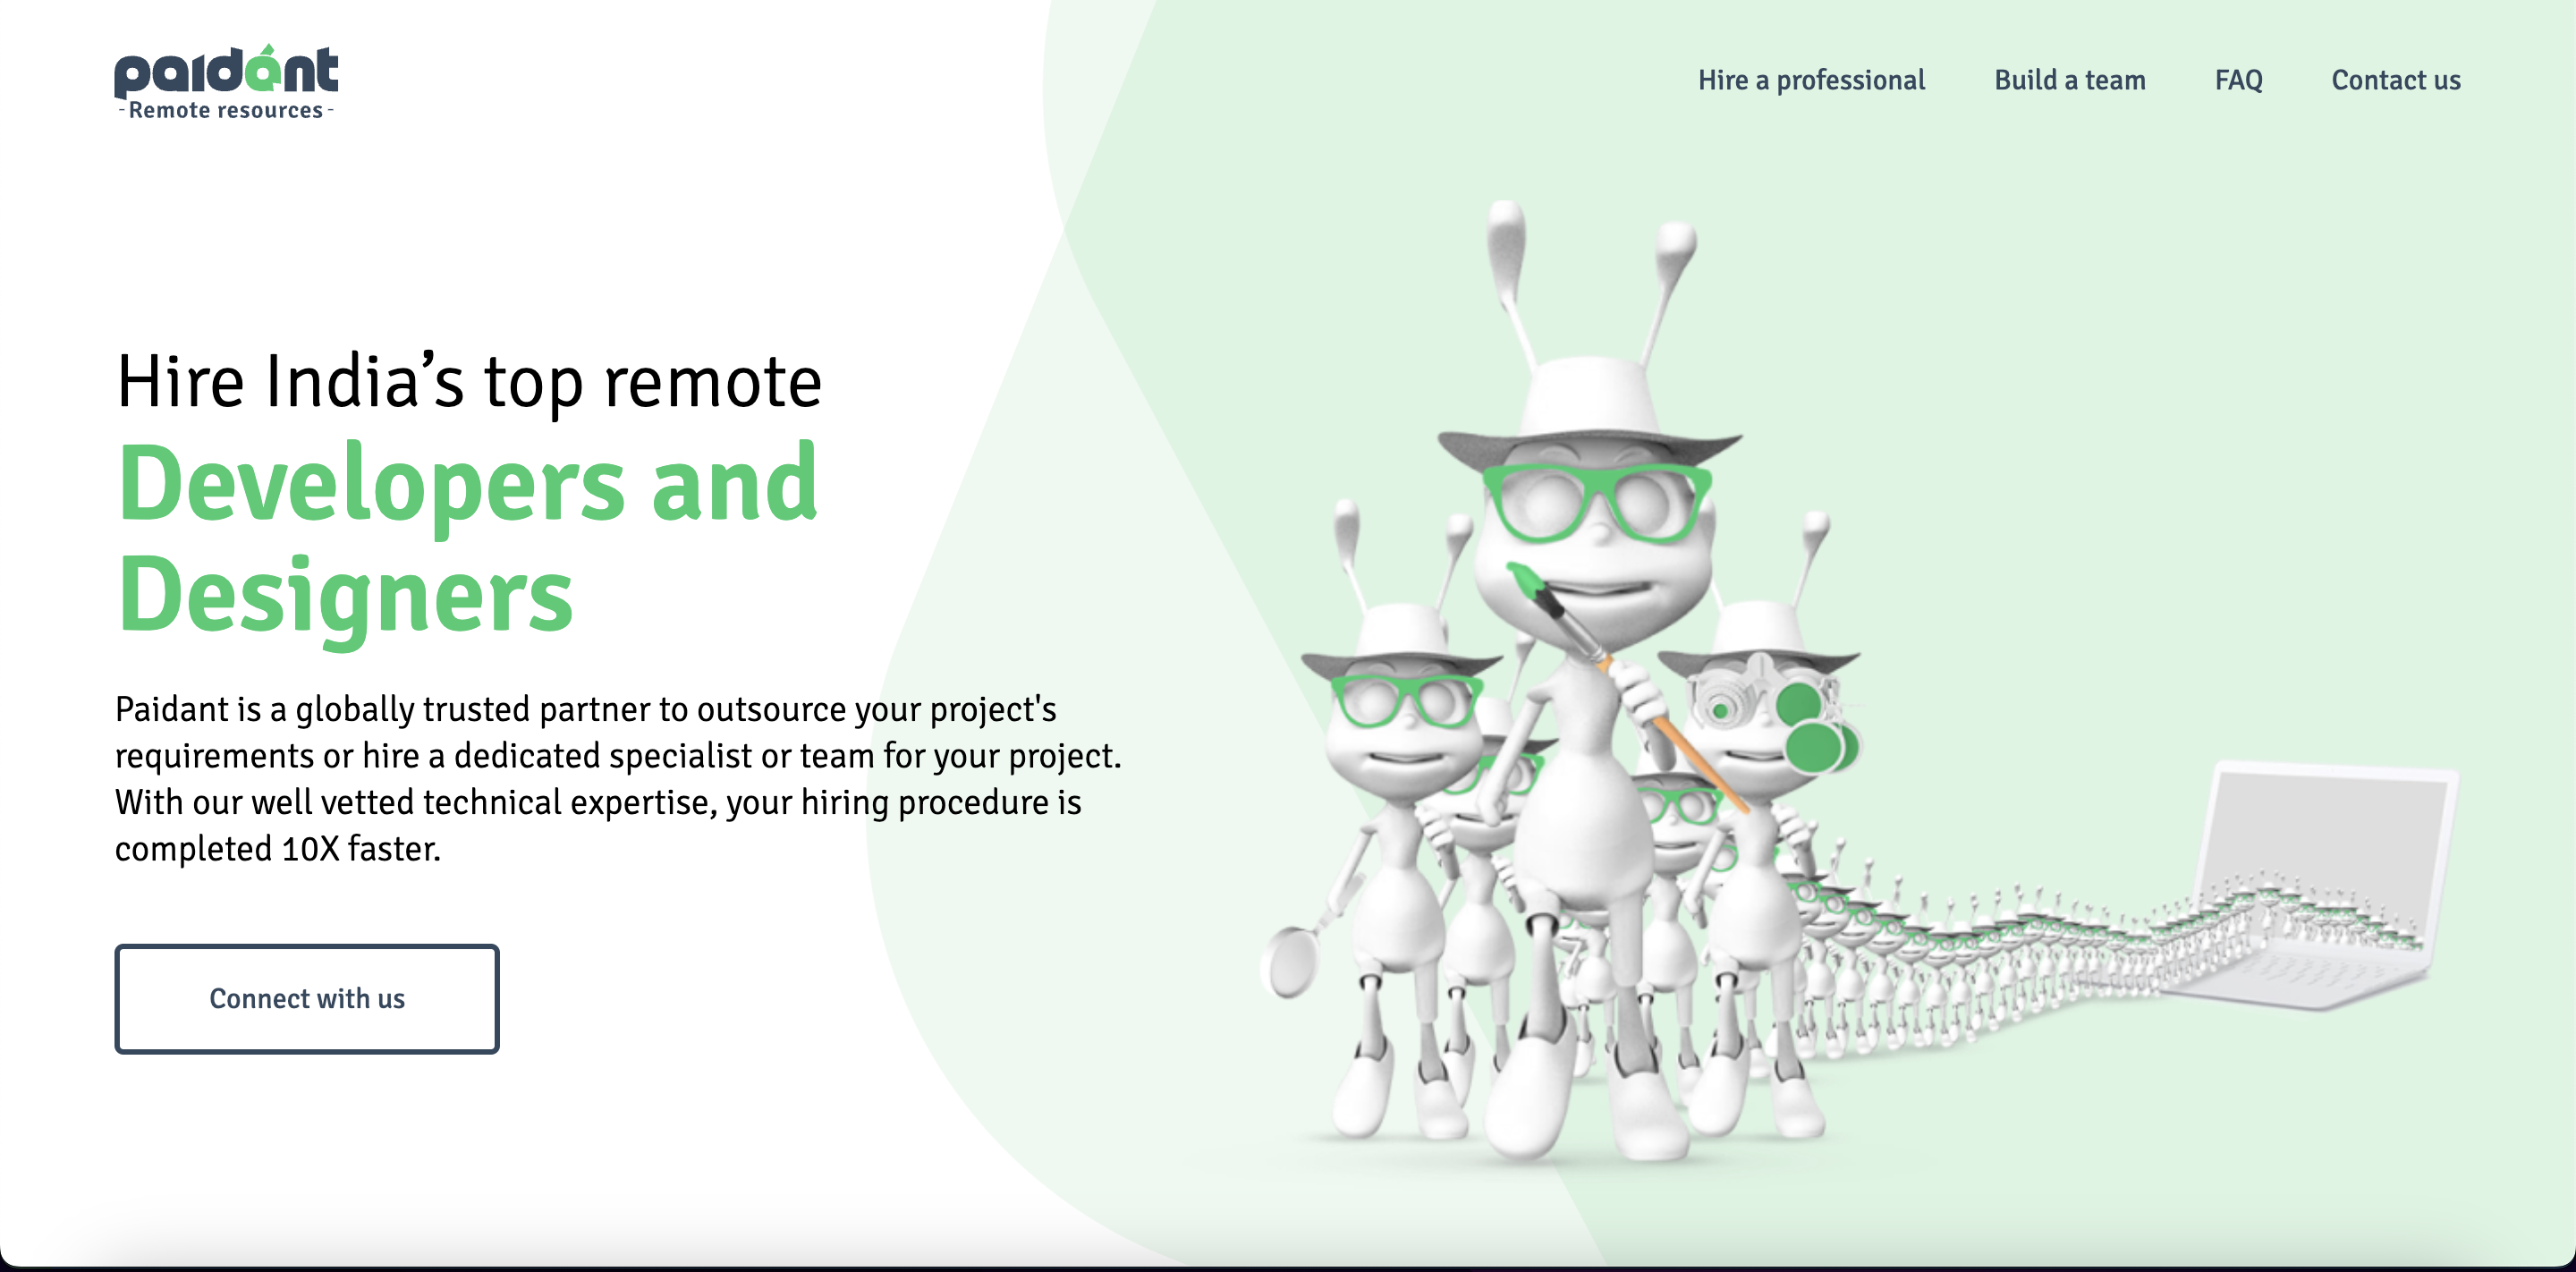 paidánt
-Remote resources-
Hire a professional
Build a team
FAQ
Contact us
Hire India’s top remote
Developers and
Designers
Paidant is a globally trusted partner to outsource your project's
requirements or hire a dedicated specialist or team for your project.
With our well vetted technical expertise, your hiring procedure is
completed 10X faster.
Connect with us